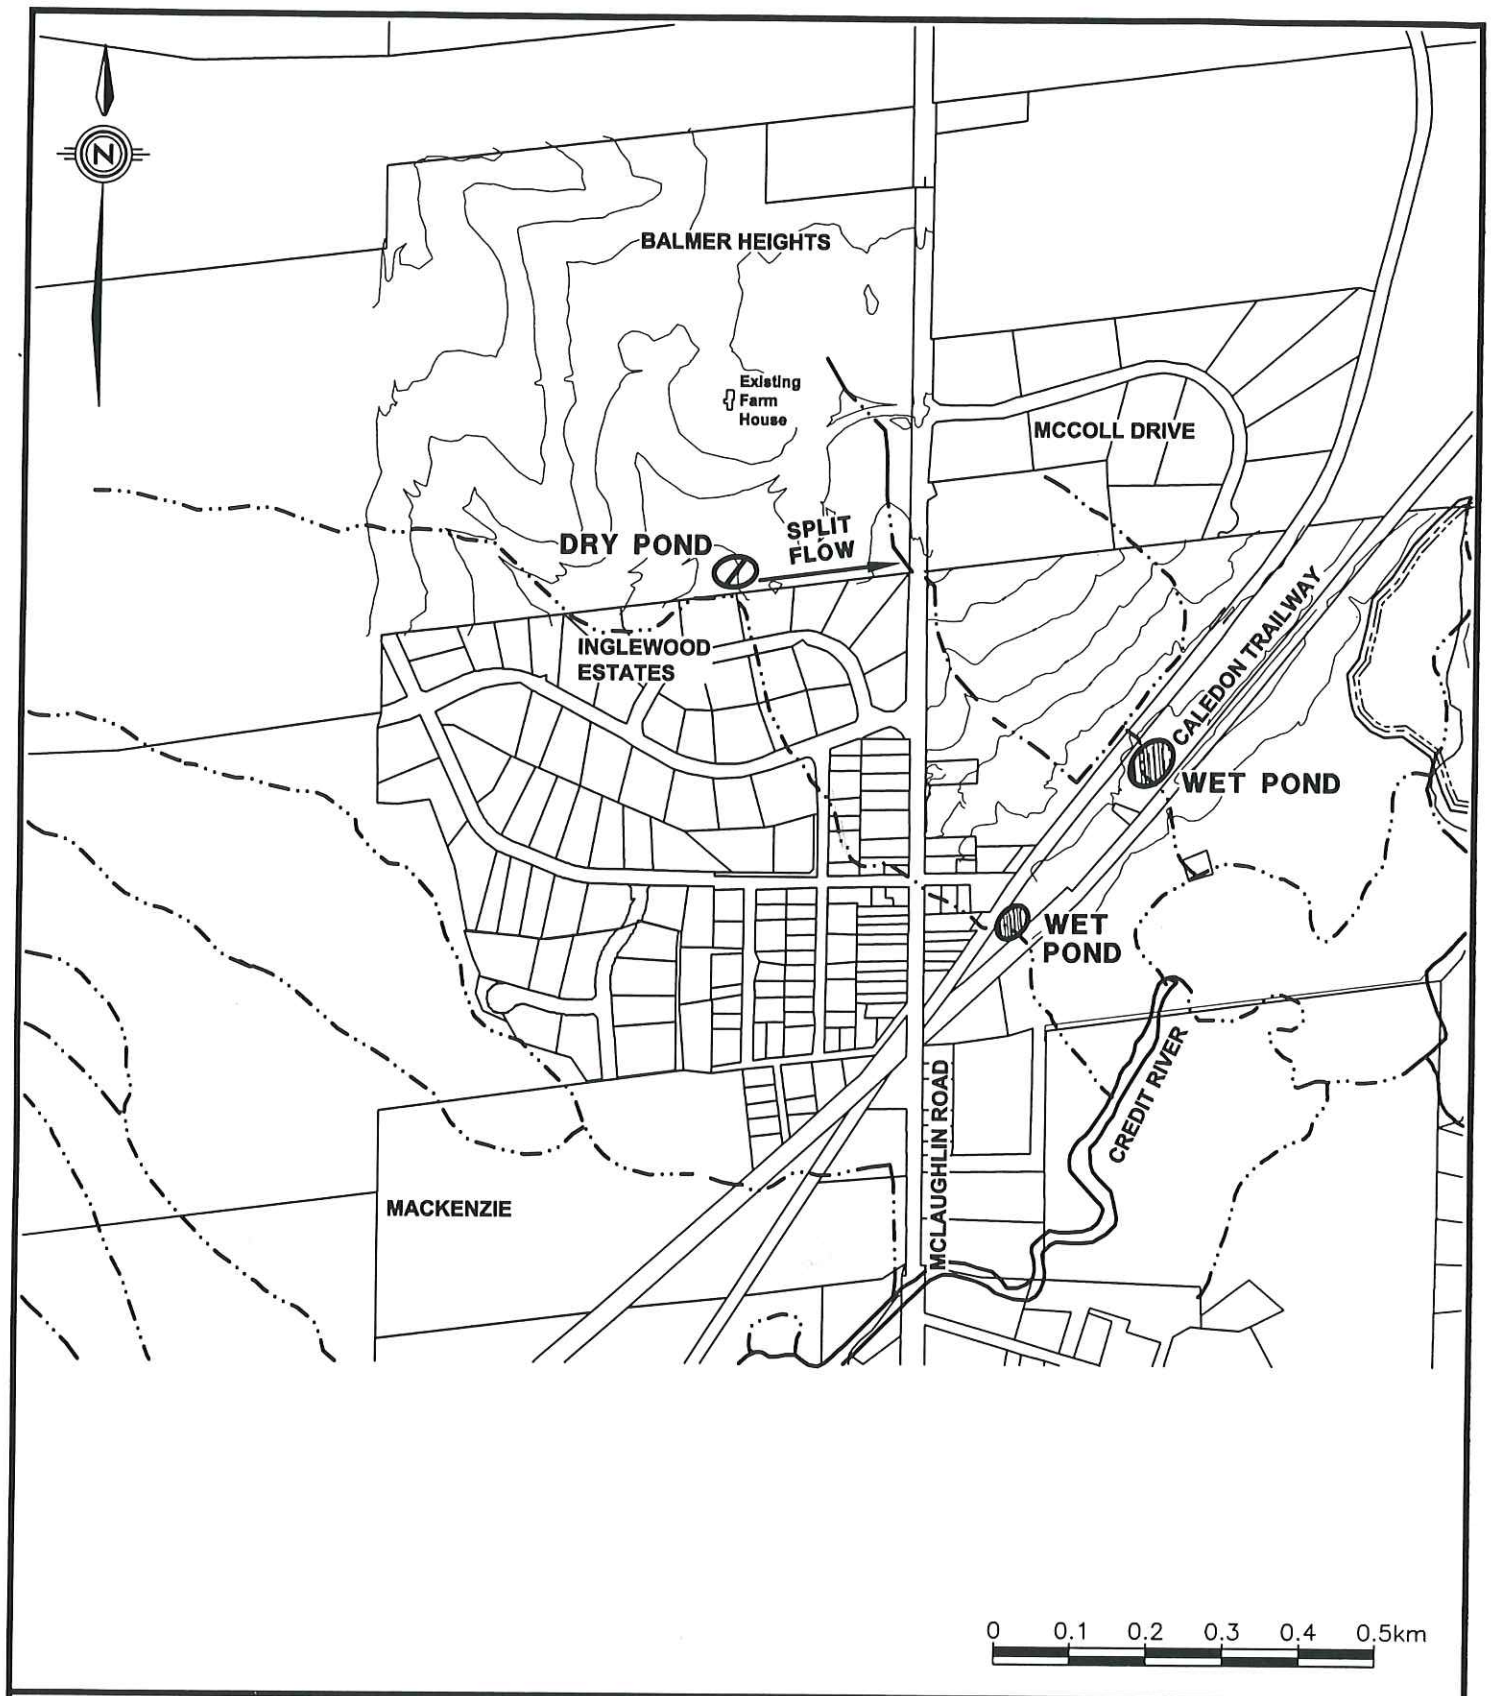 N
BALMER HEIGHTS
Existing
Farm
House
MCCOLL DRIVE
DRY POND
SPLIT
FLOW
INGLEWOOD
ESTATES
CALEDON TRAILWAY
WET POND
WET
POND
CREDIT RIVER
MCLAUGHLIN ROAD
MACKENZIE
0 0.1 0.2 0.3 0.4 0.5km